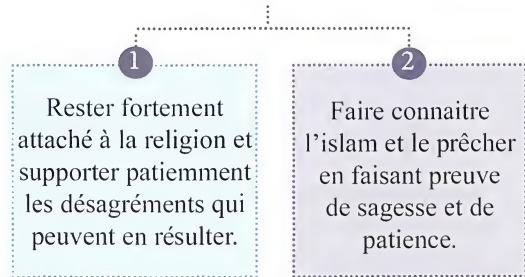 1
Rester fortement
attaché à la religion et
supporter patiemment
les désagréments qui
peuvent en résulter.
2
Faire connaitre
l'islam et le prêcher
en faisant preuve
de sagesse et de
patience.